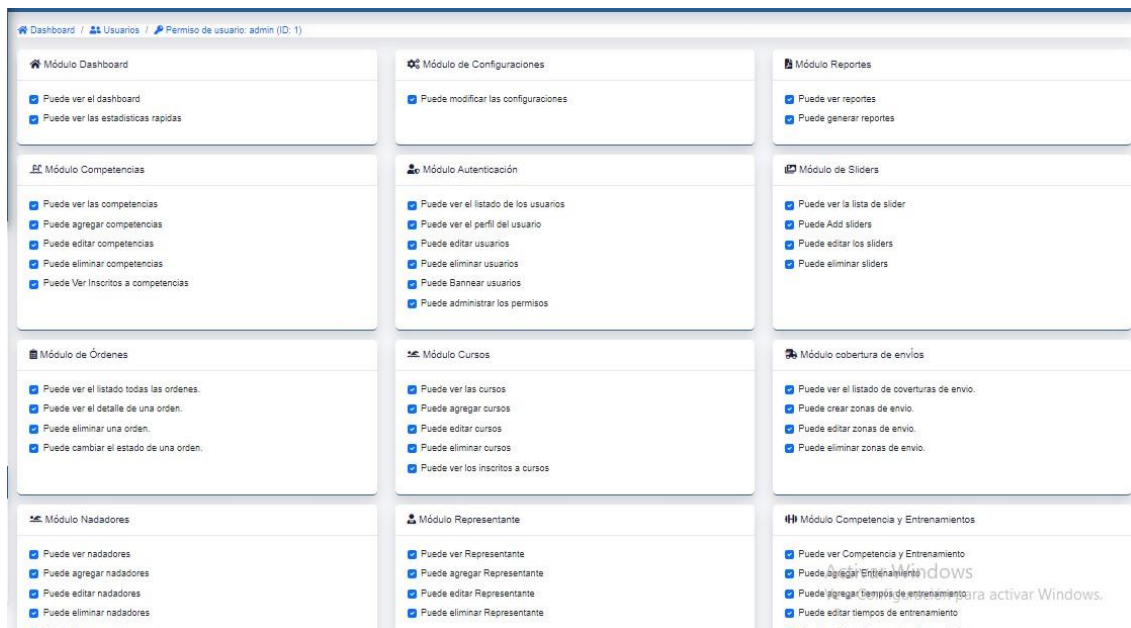 Dashboard / Usuarios / Permiso de usuario: admin (ID: 1)
Módulo Dashboard
Puede ver el dashboard
Puede ver las estadisticas rapidas
Módulo de Configuraciones
Puede modificar las configuraciones
Módulo Reportes
Puede ver reportes
Puede generar reportes
Módulo Competencias
Puede ver las competencias
Puede agregar competencias
Puede editar competencias
Puede eliminar competencias
Puede Ver Inscritos a competencias
Módulo Autenticación
Puede ver el listado de los usuarios
Puede ver el perfil del usuario
Puede editar usuarios
Puede eliminar usuarios
Puede Bannear usuarios
Puede administrar los permisos
Módulo de Sliders
Puede ver la lista de slider
Puede Add sliders
Puede editar los sliders
Puede eliminar sliders
Módulo de Órdenes
Puede ver el listado todas las ordenes.
Puede ver el detalle de una orden.
Puede eliminar una orden.
Puede cambiar el estado de una orden.
Módulo Cursos
Puede ver las cursos
Puede agregar cursos
Puede editar cursos
Puede eliminar cursos
Puede ver los inscritos a cursos
Módulo cobertura de envíos
Puede ver el listado de coverturas de envio.
Puede crear zonas de envio.
Puede editar zonas de envio.
Puede eliminar zonas de envio.
Módulo Nadadores
Puede ver nadadores
Puede agregar nadadores
Puede editar nadadores
Puede eliminar nadadores
Módulo Representante
Puede ver Representante
Puede agregar Representante
Puede editar Representante
Puede eliminar Representante
Módulo Competencia y Entrenamientos
Puede ver Competencia y Entrenamiento
Puede agregar Entrenamiento
Puede agregar tiempos de entrenamiento
Puede editar tiempos de entrenamiento
Activar Windows
Configuración para activar Windows.